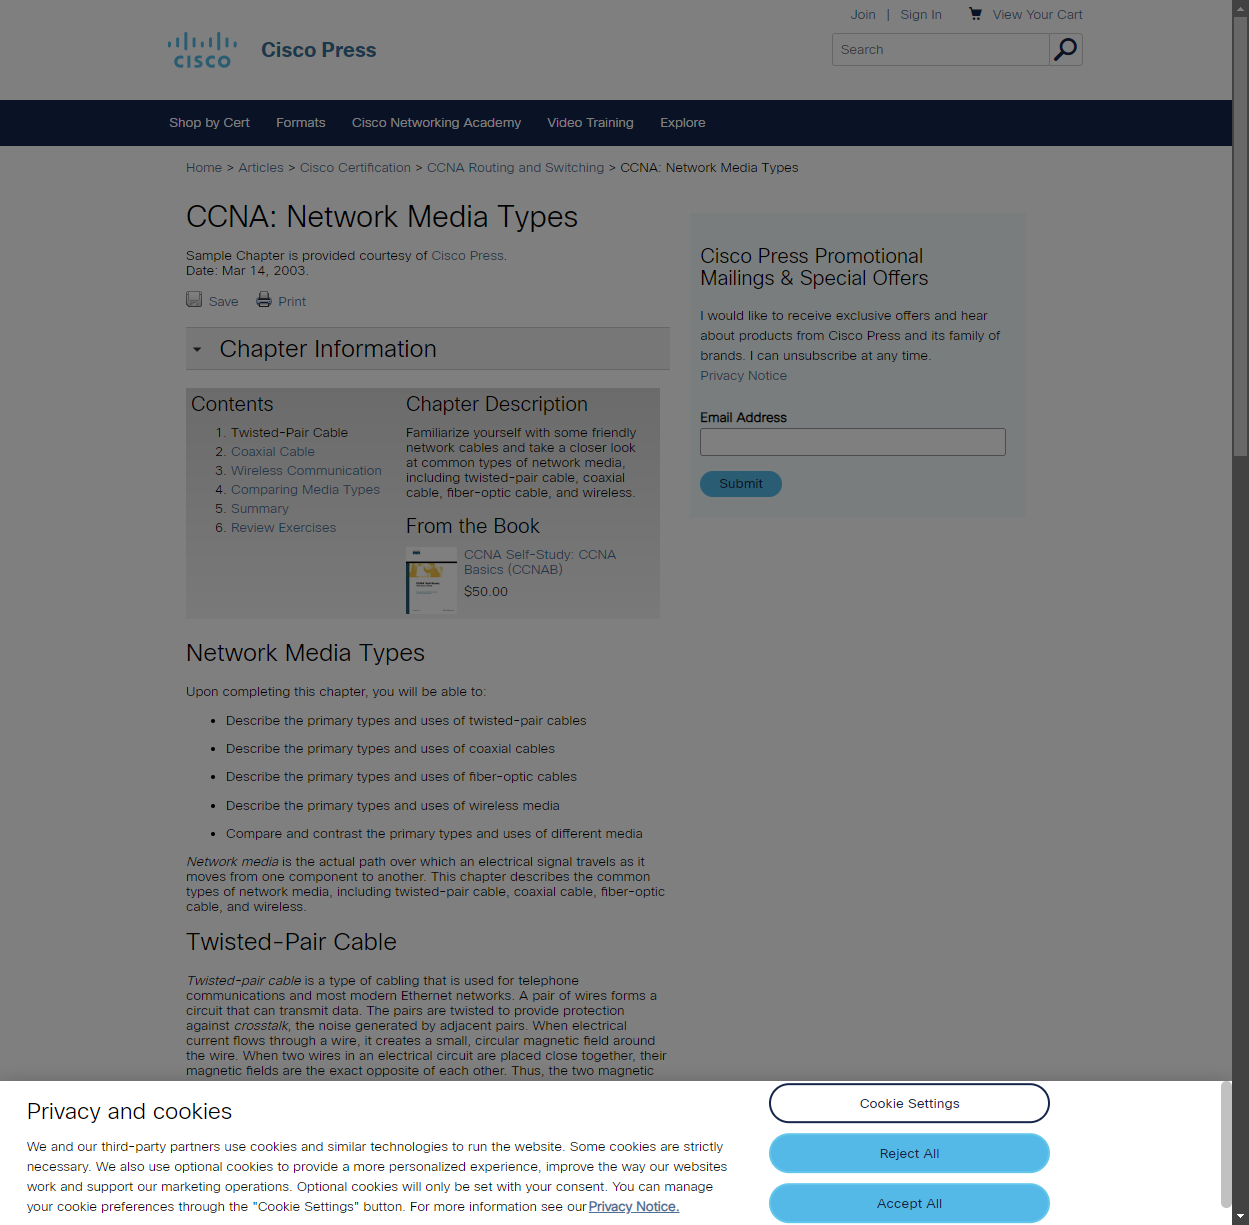 Join | Sign In View Your Cart
CISCO
Cisco Press
Search
Shop by Cert Formats Cisco Networking Academy Video Training Explore
Home > Articles > Cisco Certification > CCNA Routing and Switching > CCNA: Network Media Types
CCNA: Network Media Types
Sample Chapter is provided courtesy of Cisco Press.
Date: Mar 14, 2003.
Save Print
Chapter Information
Contents
1. Twisted-Pair Cable
2. Coaxial Cable
3. Wireless Communication
4. Comparing Media Types
5. Summary
6. Review Exercises
Chapter Description
Familiarize yourself with some friendly
network cables and take a closer look
at common types of network media,
including twisted-pair cable, coaxial
cable, fiber-optic cable, and wireless.
From the Book
CCNA Self-Study: CCNA
Basics (CCNAB)
$50.00
Cisco Press Promotional
Mailings & Special Offers
I would like to receive exclusive offers and hear
about products from Cisco Press and its family of
brands. I can unsubscribe at any time.
Privacy Notice
Email Address
Submit
Network Media Types
Upon completing this chapter, you will be able to:
• Describe the primary types and uses of twisted-pair cables
• Describe the primary types and uses of coaxial cables
• Describe the primary types and uses of fiber-optic cables
• Describe the primary types and uses of wireless media
• Compare and contrast the primary types and uses of different media
Network media is the actual path over which an electrical signal travels as it
moves from one component to another. This chapter describes the common
types of network media, including twisted-pair cable, coaxial cable, fiber-optic
cable, and wireless.
Twisted-Pair Cable
Twisted-pair cable is a type of cabling that is used for telephone
communications and most modern Ethernet networks. A pair of wires forms a
circuit that can transmit data. The pairs are twisted to provide protection
against crosstalk, the noise generated by adjacent pairs. When electrical
current flows through a wire, it creates a small, circular magnetic field around
the wire. When two wires in an electrical circuit are placed close together, their
magnetic fields are the exact opposite of each other. Thus, the two magnetic
Privacy and cookies
We and our third-party partners use cookies and similar technologies to run the website. Some cookies are strictly
necessary. We also use optional cookies to provide a more personalized experience, improve the way our websites
work and support our marketing operations. Optional cookies will only be set with your consent. You can manage
your cookie preferences through the "Cookie Settings" button. For more information see our Privacy Notice.
Cookie Settings
Reject All
Accept All